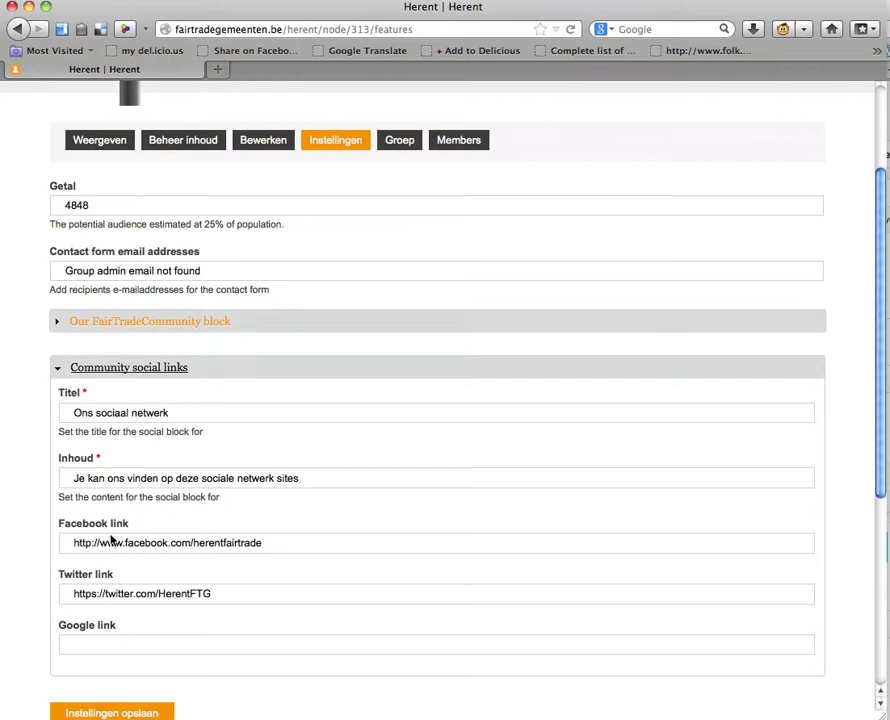 Herent | Herent
fairtradegemeenten.be/herent/node/313/features
Google
Most Visited
my del.icio.us
Share on Facebo...
Google Translate
+ Add to Delicious
Complete list of ...
http://www.folk....
»
Herent | Herent
+
Weergeven
Beheer inhoud
Bewerken
Instellingen
Groep
Members
Getal
4848
The potential audience estimated at 25% of population.
Contact form email addresses
Group admin email not found
Add recipients e-mailaddresses for the contact form
Our FairTradeCommunity block
Community social links
Titel *
Ons sociaal netwerk
Set the title for the social block for
Inhoud *
Je kan ons vinden op deze sociale netwerk sites
Set the content for the social block for
Facebook link
http://www.facebook.com/herentfairtrade
Twitter link
https://twitter.com/HerentFTG
Google link
Instellingen opslaan